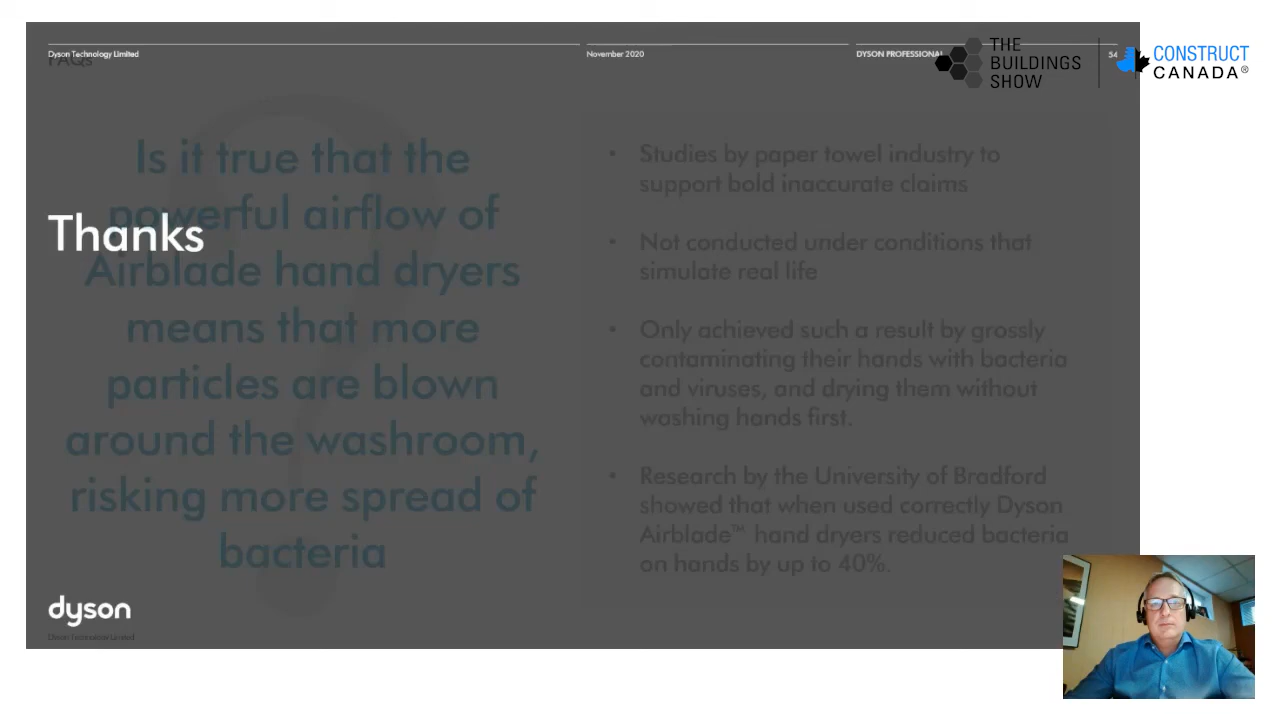 Dyson Technology Limited
November 2020
DYSON PROFESSIONAL
54
THE
BUILDINGS
SHOW
CONSTRUCT
CANADA®
FAQs
Thanks
Is it true that the
powerful airflow of
Airblade hand dryers
means that more
particles are blown
around the washroom,
risking more spread of
bacteria
• Studies by paper towel industry to
support bold inaccurate claims
• Not conducted under conditions that
simulate real life
• Only achieved such a result by grossly
contaminating their hands with bacteria
and viruses, and drying them without
washing hands first.
• Research by the University of Bradford
showed that when used correctly Dyson
Airblade™ hand dryers reduced bacteria
on hands by up to 40%.
dyson
Dyson Technology Limited